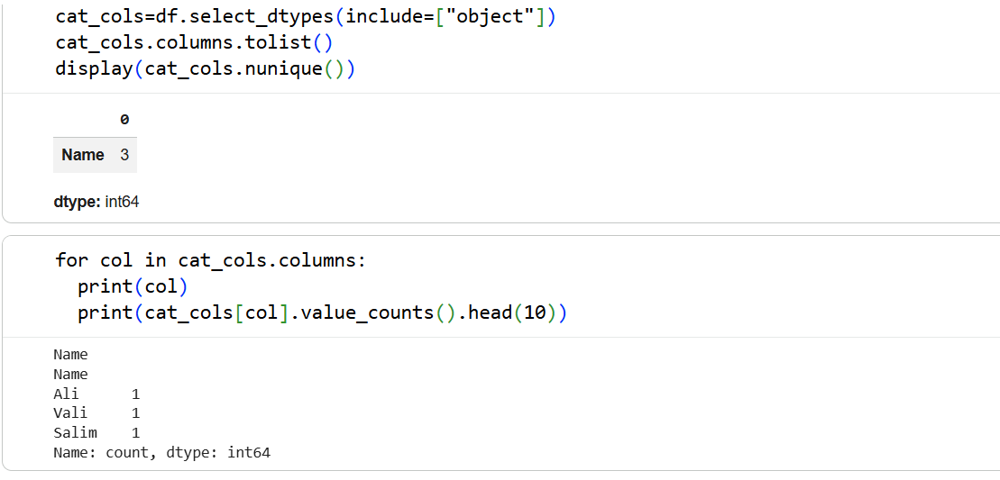 cat_cols=df.select_dtypes(include=["object"])
cat_cols.columns.tolist()
display(cat_cols.nunique())
0
Name 3
dtype: int64
for col in cat_cols.columns:
  print(col)
  print(cat_cols[col].value_counts().head(10))
Name
Name
Ali      1
Vali     1
Salim    1
Name: count, dtype: int64